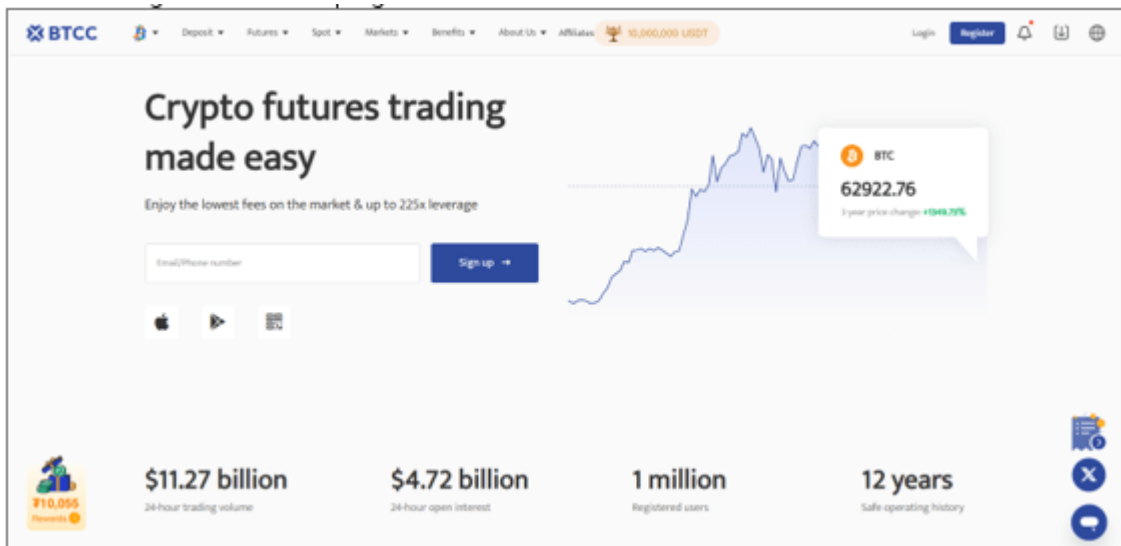 BTCC
Deposit
Futures
Spot
Markets
Benefits
About Us
Affiliates
10,000,000 USDT
Login
Register
Crypto futures trading
made easy
Enjoy the lowest fees on the market & up to 225x leverage
Email/Phone number
Sign up →
BTC
62922.76
3-year price change:
$11.27 billion
24-hour trading volume
$4.72 billion
24-hour open interest
1 million
Registered users
12 years
Safe operating history
₮10,055
Rewards